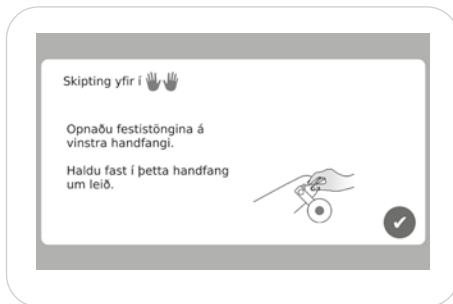 Skipting yfir í
Opnaðu festistöngina á
vinstra handfangi.
Haldu fast í þetta handfang
um leið.